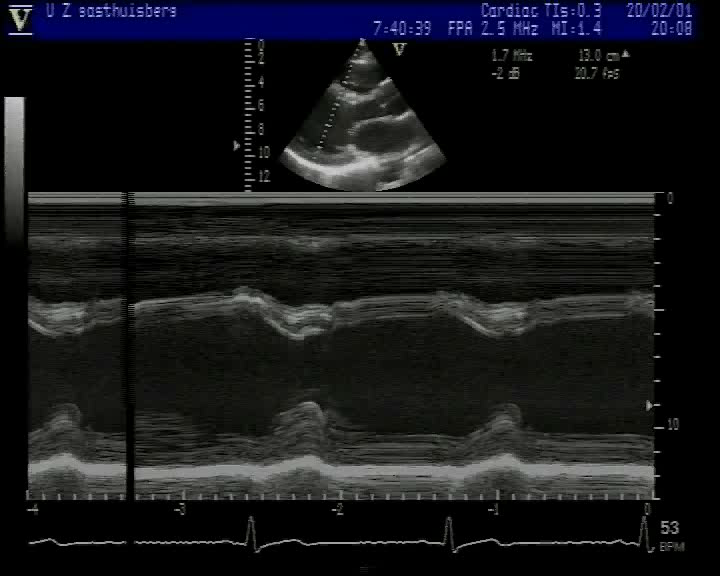 V
U Z gasthuisberg Cardiac TIs:0.3 20/02/01
7:40:39 FPA 2.5 MHz MI:1.4 20:08
V
1.7 MHz 13.0 cm
-2 dB 20.7 fps
0
2
4
6
8
10
12
0
10
-4 -3 -2 -1 0
53
BPM